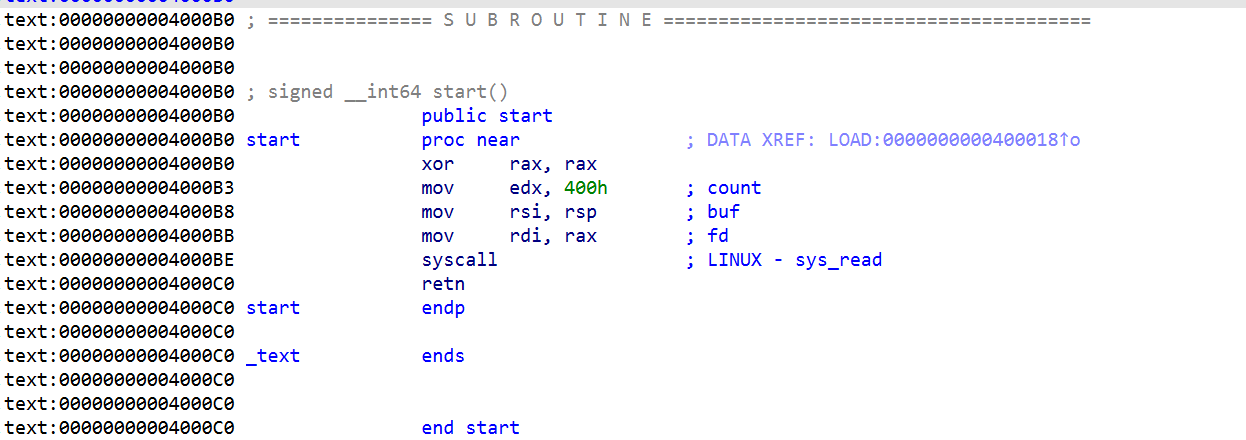 text:00000000004000B0
text:00000000004000B0 ; =============== S U B R O U T I N E =======================================
text:00000000004000B0
text:00000000004000B0
text:00000000004000B0 ; signed __int64 start()
text:00000000004000B0 public start
text:00000000004000B0 start proc near ; DATA XREF: LOAD:0000000000400018↑o
text:00000000004000B0 xor rax, rax
text:00000000004000B3 mov edx, 400h ; count
text:00000000004000B8 mov rsi, rsp ; buf
text:00000000004000BB mov rdi, rax ; fd
text:00000000004000BE syscall ; LINUX - sys_read
text:00000000004000C0 retn
text:00000000004000C0 start endp
text:00000000004000C0
text:00000000004000C0 _text ends
text:00000000004000C0
text:00000000004000C0
text:00000000004000C0 end start